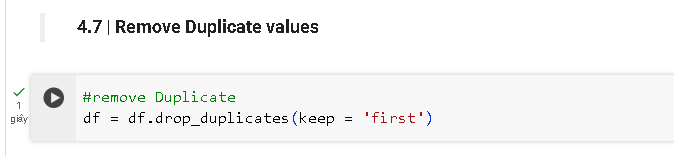 4.7 | Remove Duplicate values
#remove Duplicate
df = df.drop_duplicates(keep = 'first')
1
giây